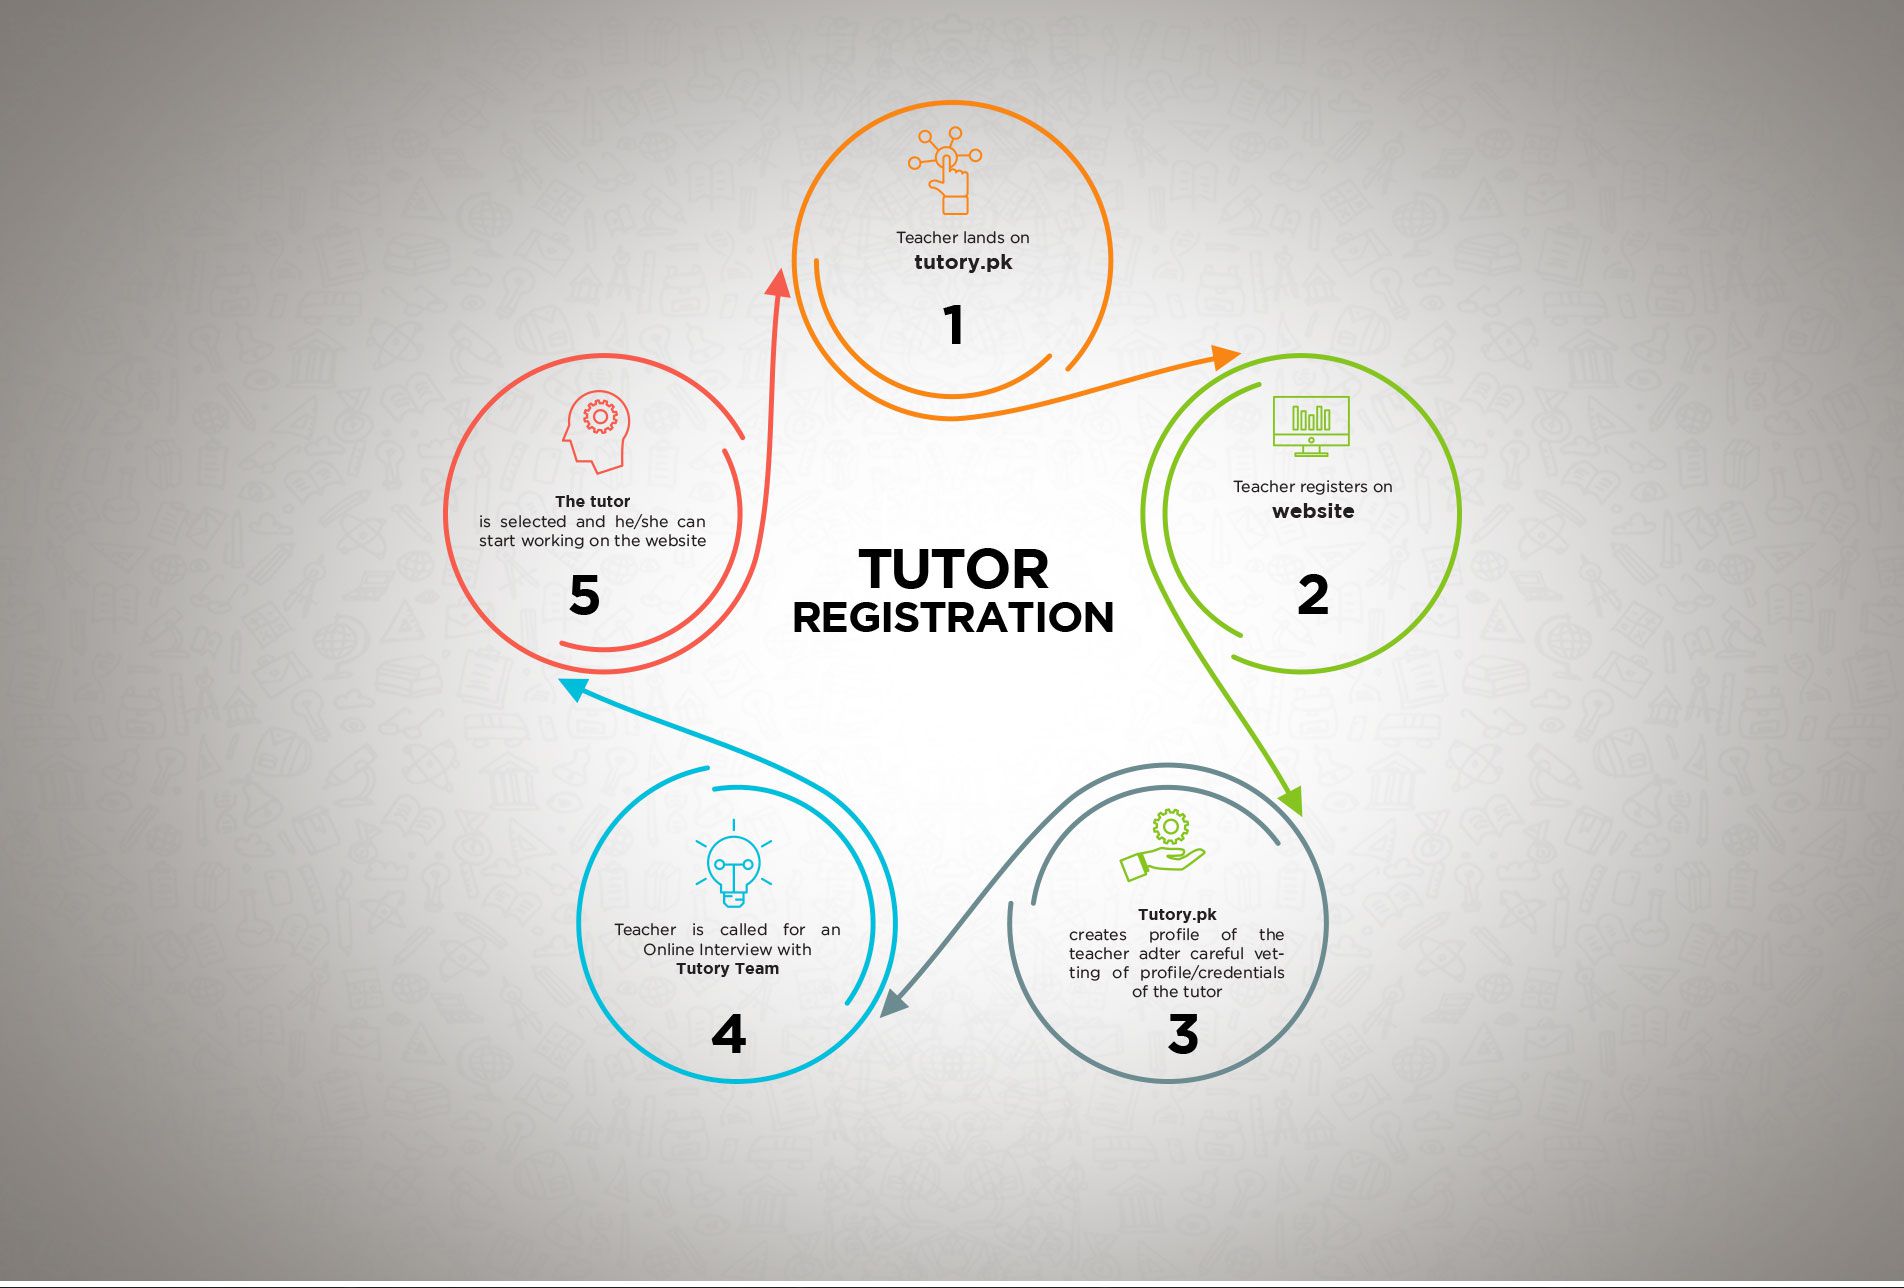 Teacher lands on
tutory.pk
1
Teacher registers on
website
2
Tutory.pk
creates profile of the
teacher adter careful vet-
ting of profile/credentials
of the tutor
3
Teacher is called for an
Online Interview with
Tutory Team
4
The tutor
is selected and he/she can
start working on the website
5
TUTOR
REGISTRATION